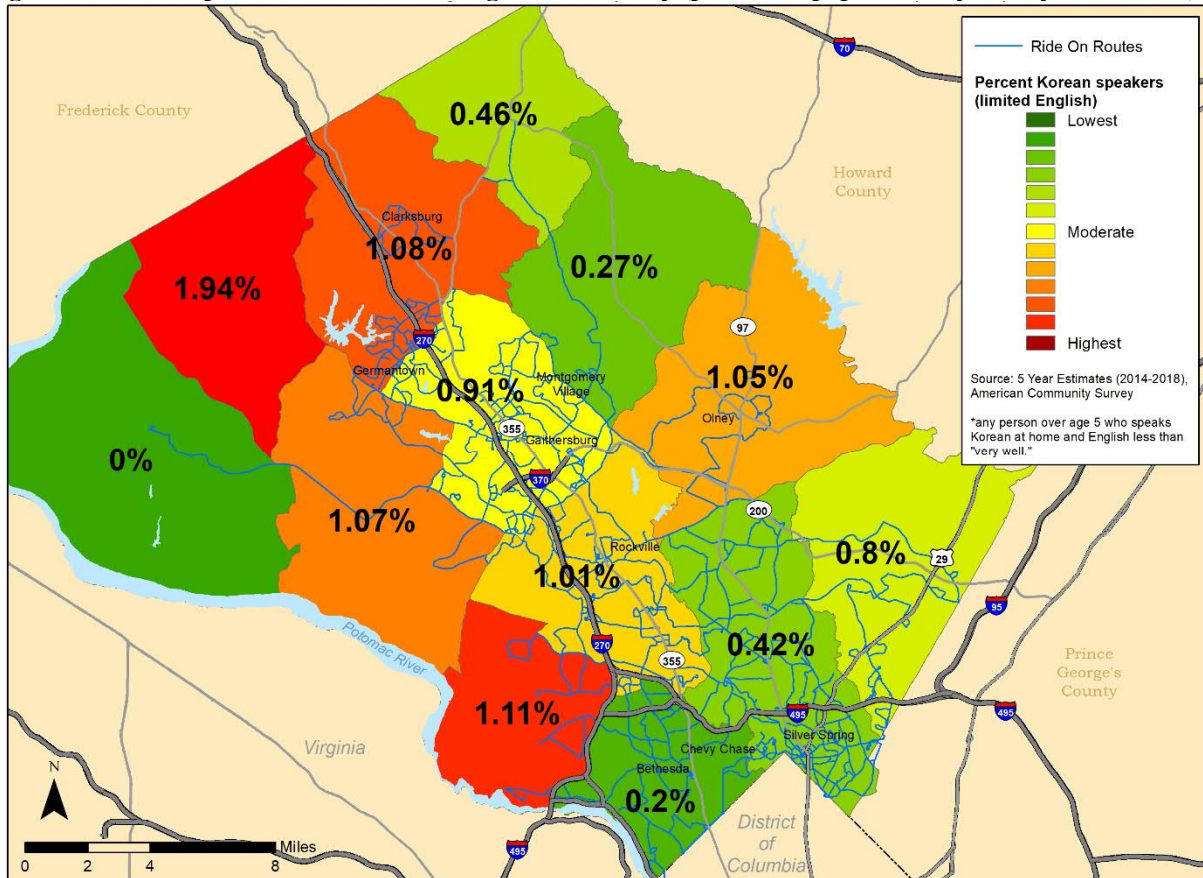 Frederick County
0.46%
70
Howard
County
Clarksburg
1.08%
0.27%
1.94%
97
270
Germantown
Montgomery
Village
0.91%
1.05%
Olney
355
Gaithersburg
0%
370
1.07%
200
Rockville
0.8%
29
1.01%
95
Potomac River
270
355
0.42%
Prince
George's
County
1.11%
495
495
Virginia
Chevy Chase
Silver Spring
Bethesda
0.2%
District
of
Columbia
495
N
Miles
0 2 4 8
Ride On Routes
Percent Korean speakers
(limited English)
Lowest
Moderate
Highest
Source: 5 Year Estimates (2014-2018),
American Community Survey
*any person over age 5 who speaks
Korean at home and English less than
"very well."